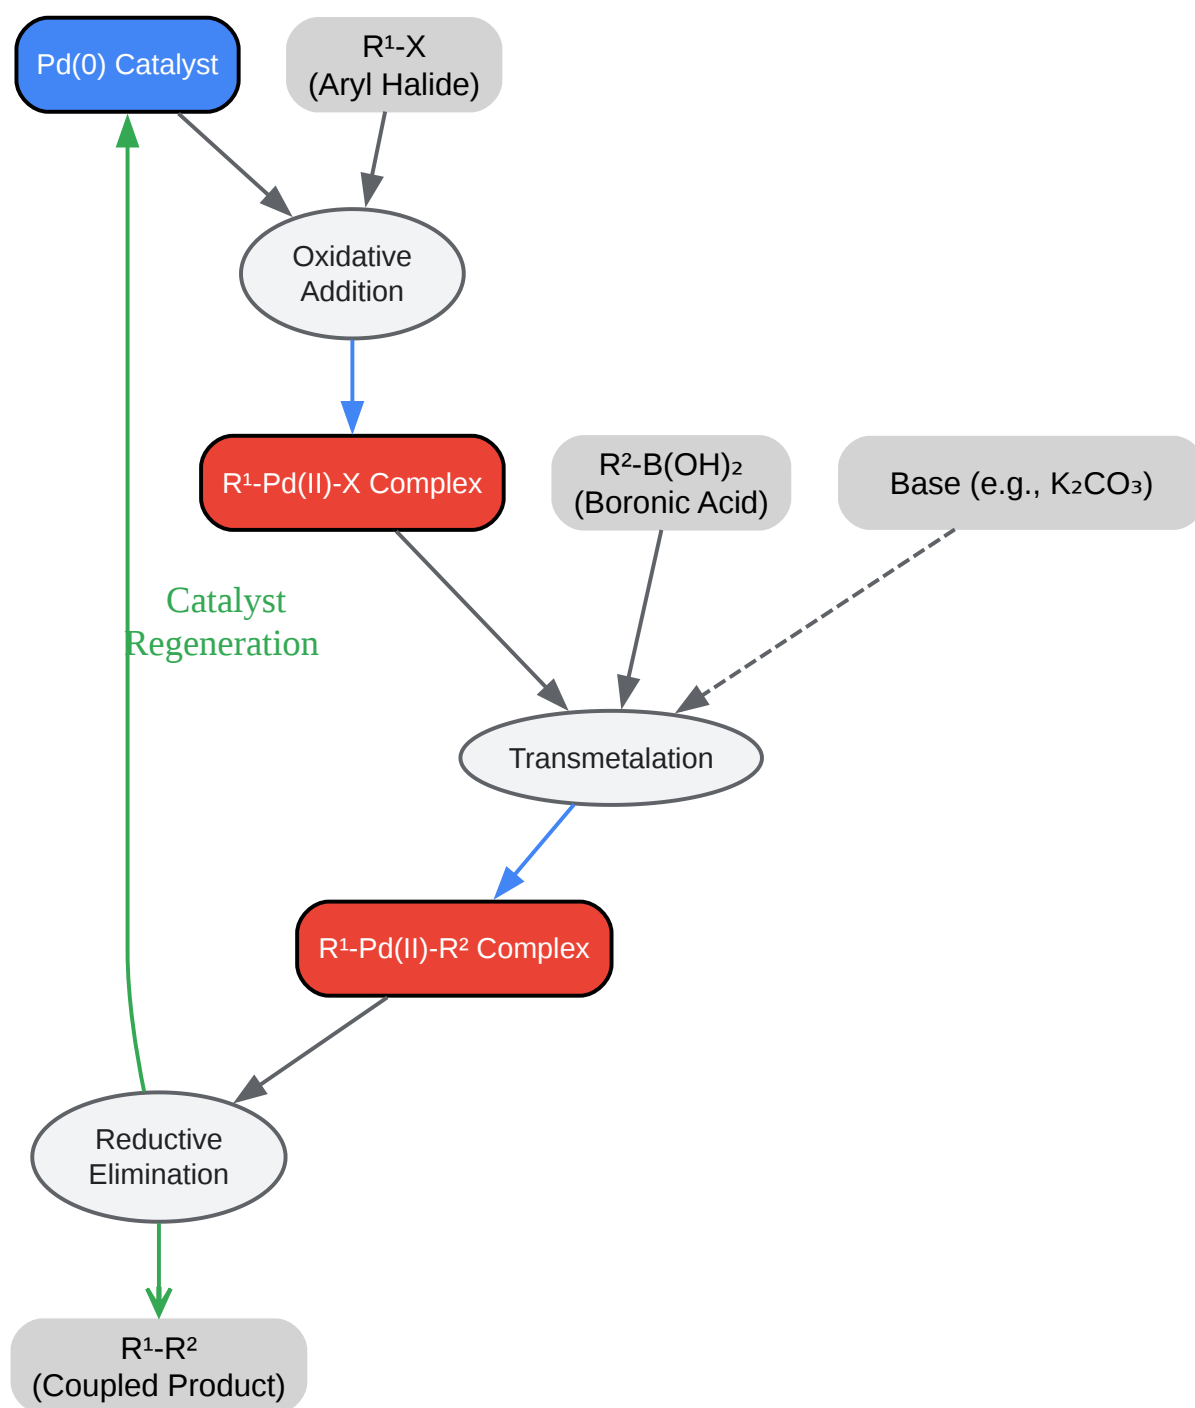 Pd(0) Catalyst
R¹-X
(Aryl Halide)
Oxidative
Addition
R¹-Pd(II)-X Complex
R²-B(OH)₂
(Boronic Acid)
Base (e.g., K₂CO₃)
Catalyst
Regeneration
Transmetalation
R¹-Pd(II)-R² Complex
Reductive
Elimination
R¹-R²
(Coupled Product)